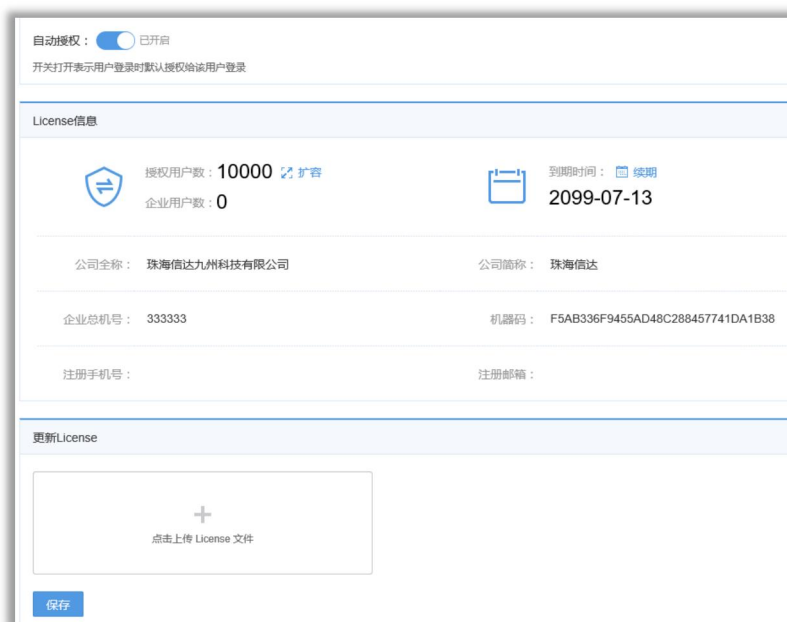 自动授权： 已开启
开关打开表示用户登录时默认授权给该用户登录
License信息
授权用户数：10000 扩容
企业用户数：0
到期时间： 续期
2099-07-13
公司全称： 珠海信达九州科技有限公司
公司简称： 珠海信达
企业总机号： 333333
机器码： F5AB336F9455AD48C288457741DA1B38
注册手机号：
注册邮箱：
更新License
点击上传 License 文件
保存